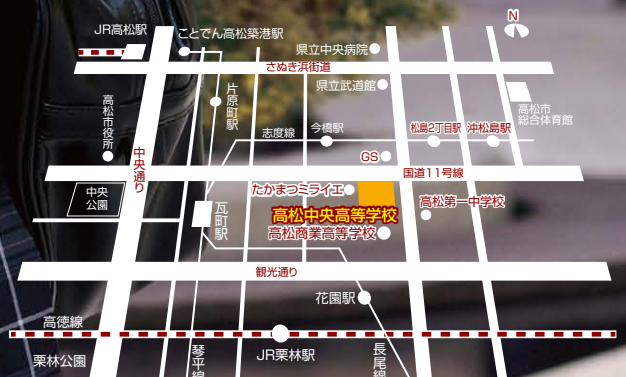 N
JR高松駅
ことでん高松築港駅
県立中央病院
さぬき浜街道
県立武道館
片原町駅
高松市役所
高松市
総合体育館
志度線
今橋駅
松島2丁目駅
沖松島駅
中央通り
GS
国道11号線
中央
公園
たかまつミライエ
高松第一中学校
瓦町駅
高松中央高等学校
高松商業高等学校
観光通り
花園駅
高徳線
栗林公園
琴平線
JR栗林駅
長尾線